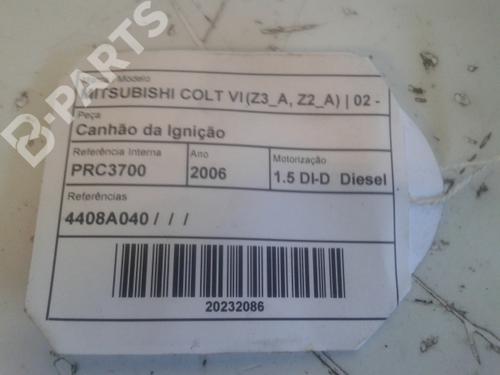 Modelo
MITSUBISHI COLT VI (Z3_A, Z2_A) | 02 -
Peça
Canhão da Ignição
Referência Interna
PRC3700
Ano
2006
Motorização
1.5 DI-D Diesel
Referências
4408A040 / / /
20232086
B-PARTS